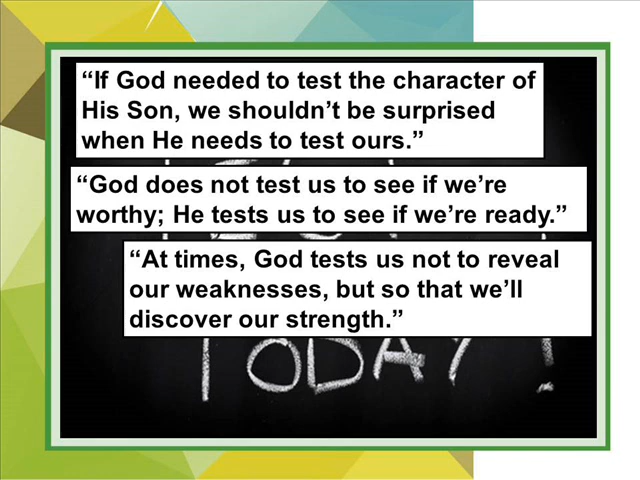 “If God needed to test the character of
His Son, we shouldn’t be surprised
when He needs to test ours.”
“God does not test us to see if we’re
worthy; He tests us to see if we’re ready.”
“At times, God tests us not to reveal
our weaknesses, but so that we’ll
discover our strength.”
TODAY!